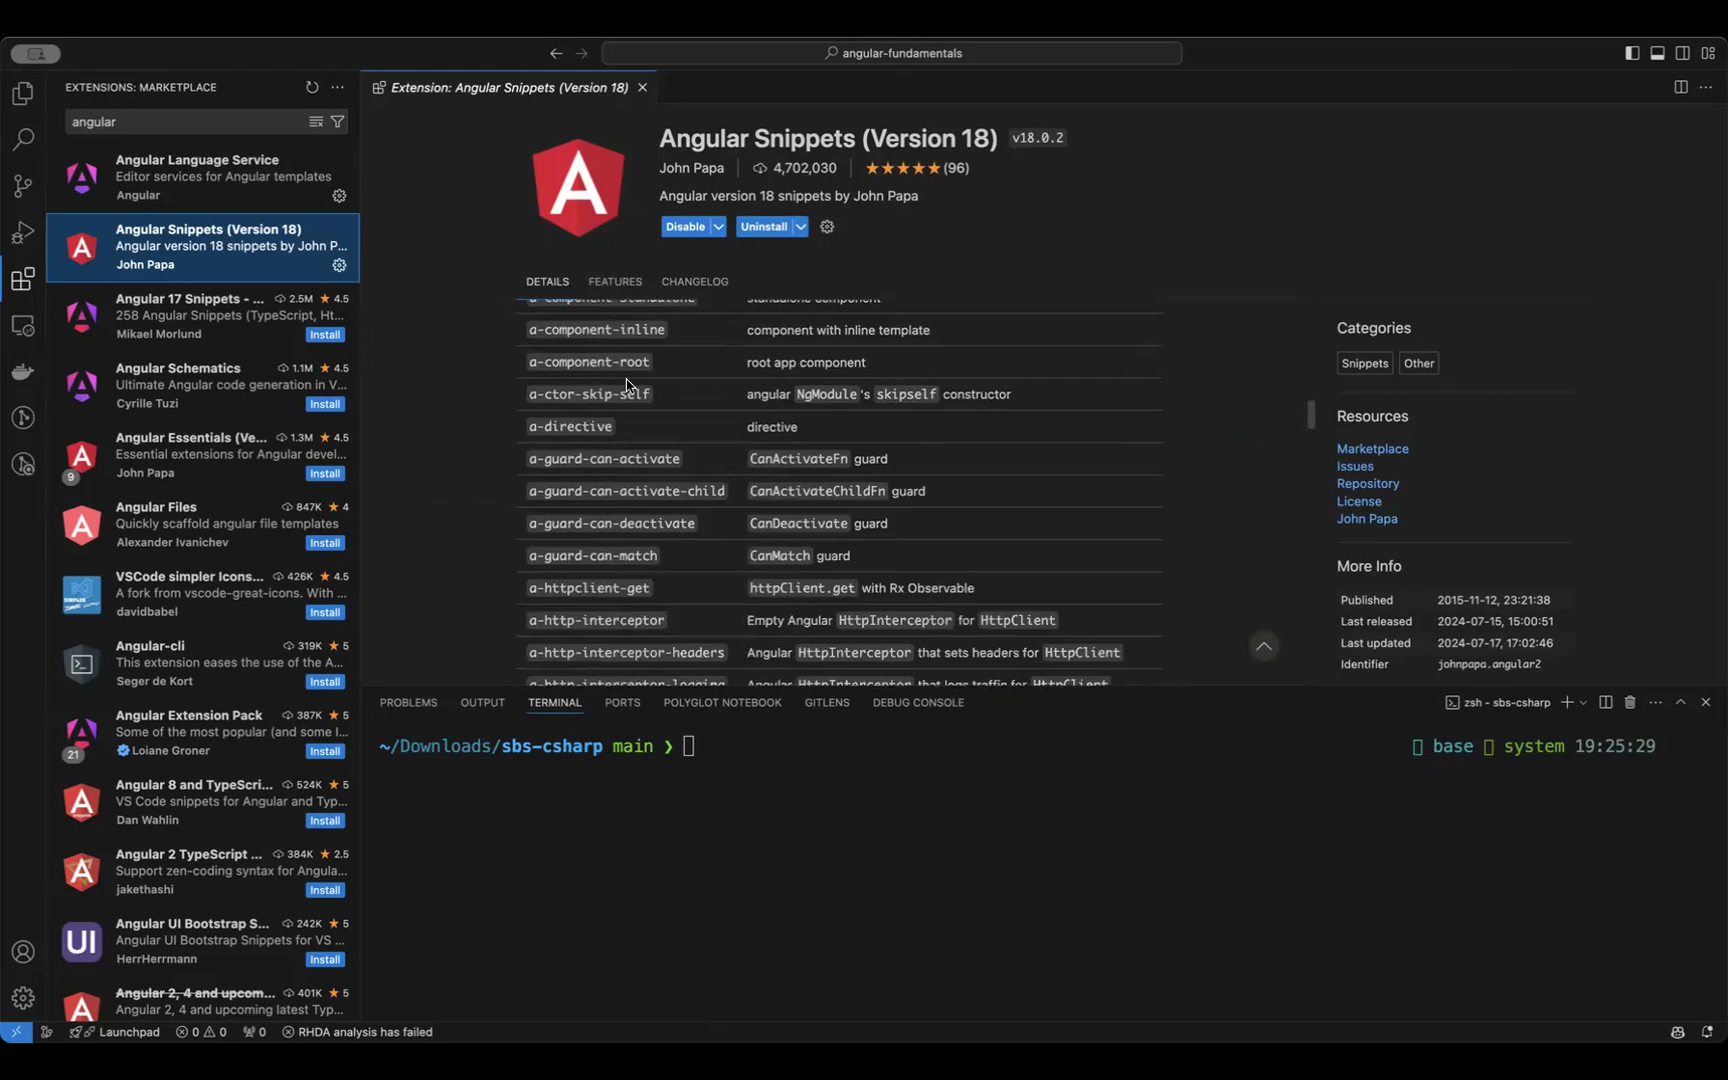 angular-fundamentals
EXTENSIONS: MARKETPLACE
angular
Angular Language Service
Editor services for Angular templates
Angular
Angular Snippets (Version 18)
Angular version 18 snippets by John P...
John Papa
Angular 17 Snippets - ... 2.5M ★ 4.5
258 Angular Snippets (TypeScript, Ht...
Mikael Morlund Install
Angular Schematics 1.1M ★ 4.5
Ultimate Angular code generation in V...
Cyrille Tuzi Install
Angular Essentials (Ve... 1.3M ★ 4.5
Essential extensions for Angular devel...
John Papa Install
9
Angular Files 847K ★ 4
Quickly scaffold angular file templates
Alexander Ivanichev Install
VSCode simpler Icons... 426K ★ 4.5
A fork from vscode-great-icons. With ...
davidbabel Install
Angular-cli 319K ★ 5
This extension eases the use of the A...
Seger de Kort Install
Angular Extension Pack 387K ★ 5
Some of the most popular (and some I...
Loiane Groner Install
21
Angular 8 and TypeScri... 524K ★ 5
VS Code snippets for Angular and Typ...
Dan Wahlin Install
Angular 2 TypeScript ... 384K ★ 2.5
Support zen-coding syntax for Angula...
jakethashi Install
UI
Angular UI Bootstrap S... 242K ★ 5
Angular UI Bootstrap Snippets for VS ...
HerrHerrmann Install
Angular 2, 4 and upcom... 401K ★ 5
Angular 2, 4 and upcoming latest Typ...
Extension: Angular Snippets (Version 18)
Angular Snippets (Version 18) v18.0.2
John Papa 4,702,030 ★★★★★ (96)
Angular version 18 snippets by John Papa
Disable Uninstall
DETAILS FEATURES CHANGELOG
a-component-standalone standalone component
a-component-inline component with inline template
a-component-root root app component
a-ctor-skip-self angular NgModule's skipself constructor
a-directive directive
a-guard-can-activate CanActivateFn guard
a-guard-can-activate-child CanActivateChildFn guard
a-guard-can-deactivate CanDeactivate guard
a-guard-can-match CanMatch guard
a-httpclient-get httpClient.get with Rx Observable
a-http-interceptor Empty Angular HttpInterceptor for HttpClient
a-http-interceptor-headers Angular HttpInterceptor that sets headers for HttpClient
a-http-interceptor-logging Angular HttpInterceptor that logs traffic for HttpClient
Categories
Snippets Other
Resources
Marketplace
Issues
Repository
License
John Papa
More Info
Published 2015-11-12, 23:21:38
Last released 2024-07-15, 15:00:51
Last updated 2024-07-17, 17:02:46
Identifier johnpapa.angular2
PROBLEMS OUTPUT TERMINAL PORTS POLYGLOT NOTEBOOK GITLENS DEBUG CONSOLE
zsh - sbs-csharp
~/Downloads/sbs-csharp main ❯
base system 19:25:29
Launchpad 0 0 0 RHDA analysis has failed